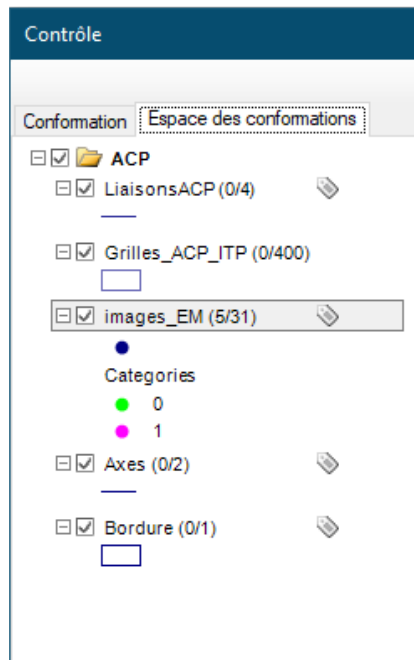 Contrôle
Conformation Espace des conformations
ACP
LiaisonsACP (0/4)
Grilles_ACP_ITP (0/400)
images_EM (5/31)
Categories
0
1
Axes (0/2)
Bordure (0/1)